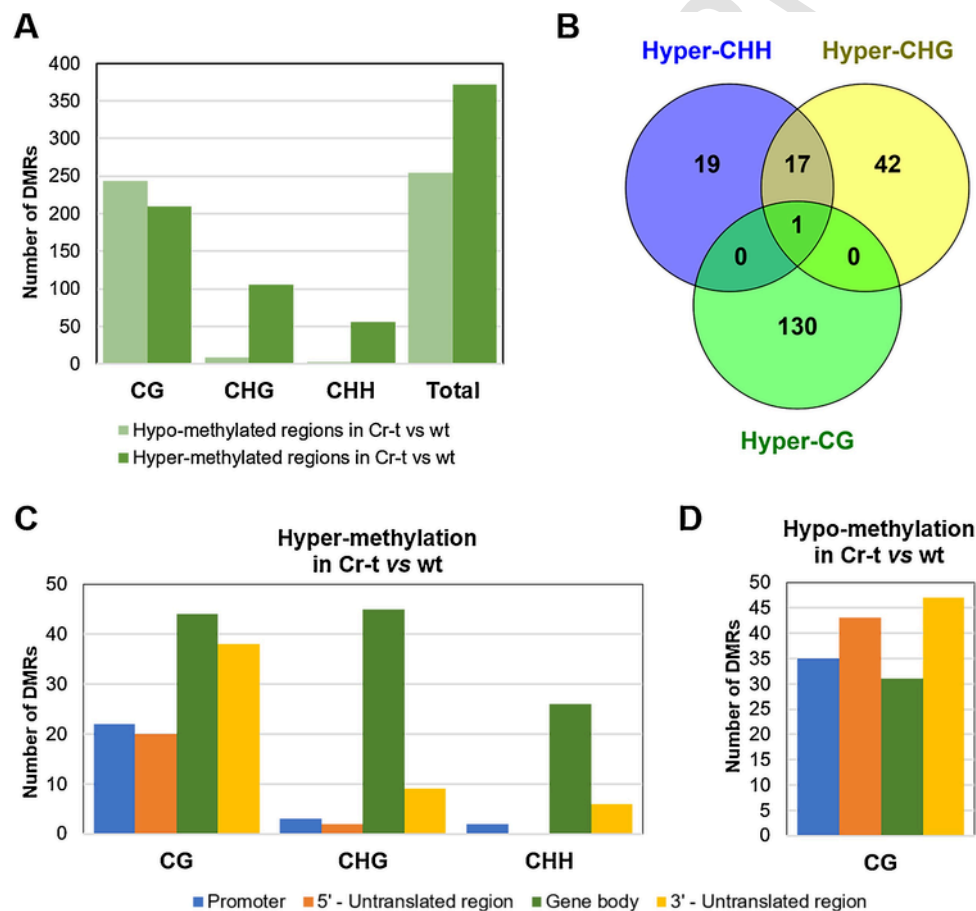 A
400
350
300
250
200
150
100
50
0
Number of DMRs
CG CHG CHH Total
Hypo-methylated regions in Cr-t vs wt
Hyper-methylated regions in Cr-t vs wt
B
Hyper-CHH Hyper-CHG
19 17 42
1
0 0
130
Hyper-CG
C
Hyper-methylation
in Cr-t vs wt
50
40
30
20
10
0
Number of DMRs
CG CHG CHH
D
Hypo-methylation
in Cr-t vs wt
50
45
40
35
30
25
20
15
10
5
0
Number of DMRs
CG
Promoter 5' - Untranslated region Gene body 3' - Untranslated region